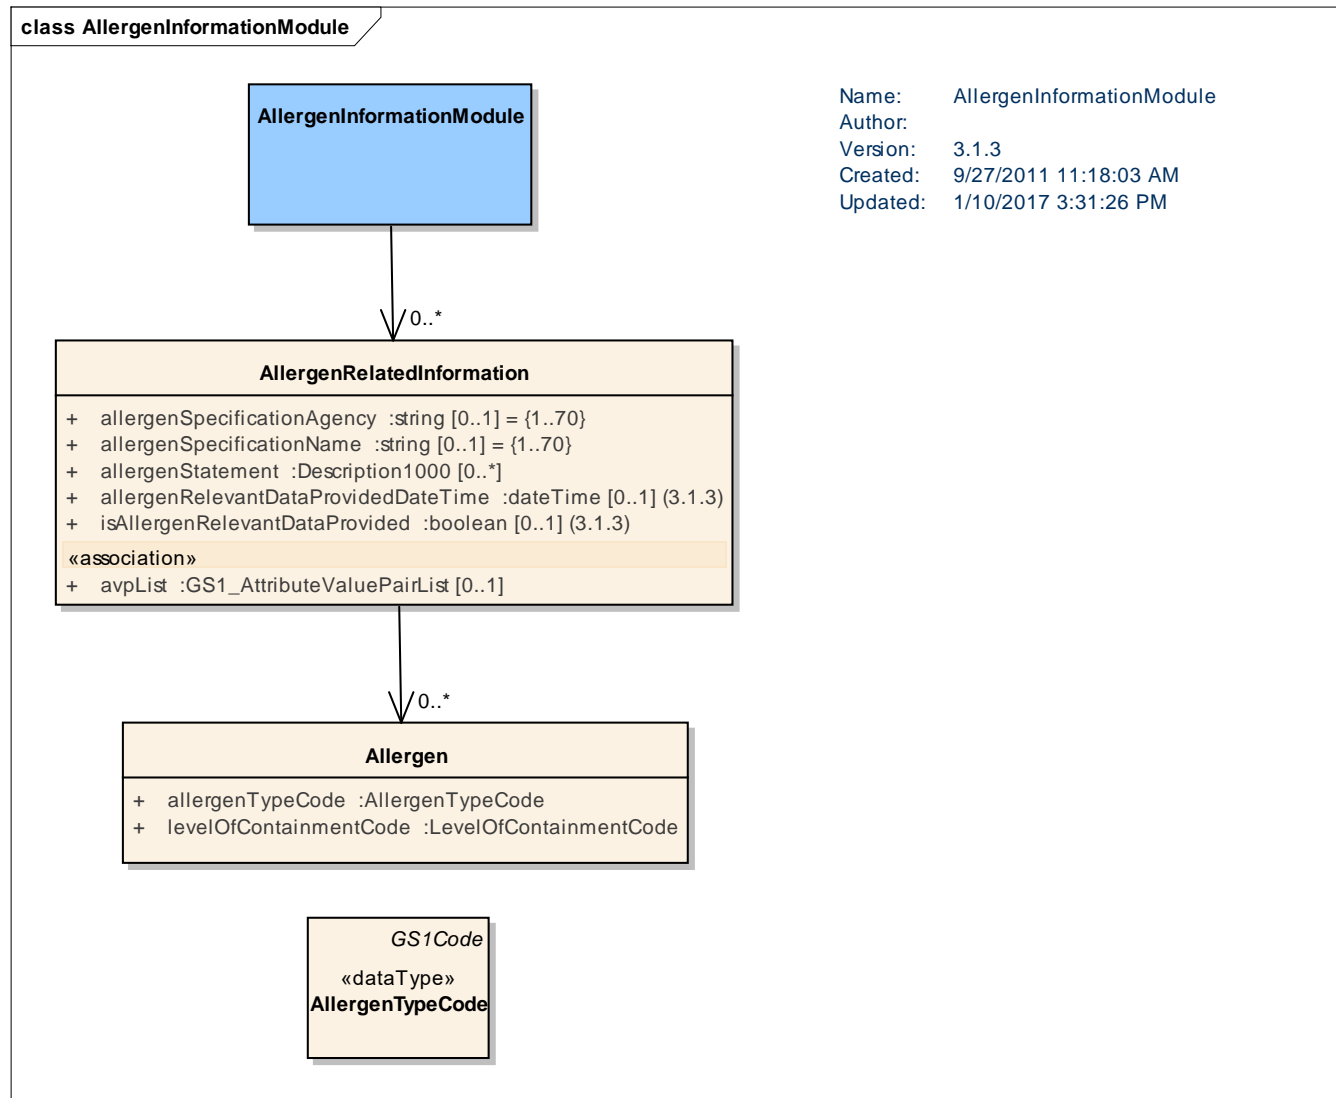 class AllergenInformationModule
AllergenInformationModule
Name: AllergenInformationModule
Author:
Version: 3.1.3
Created: 9/27/2011 11:18:03 AM
Updated: 1/10/2017 3:31:26 PM
0..*
AllergenRelatedInformation
+ allergenSpecificationAgency :string [0..1] = {1..70}
+ allergenSpecificationName :string [0..1] = {1..70}
+ allergenStatement :Description1000 [0..*]
+ allergenRelevantDataProvidedDateTime :dateTime [0..1] (3.1.3)
+ isAllergenRelevantDataProvided :boolean [0..1] (3.1.3)
«association»
+ avpList :GS1_AttributeValuePairList [0..1]
0..*
Allergen
+ allergenTypeCode :AllergenTypeCode
+ levelOfContainmentCode :LevelOfContainmentCode
GS1Code
«dataType»
AllergenTypeCode